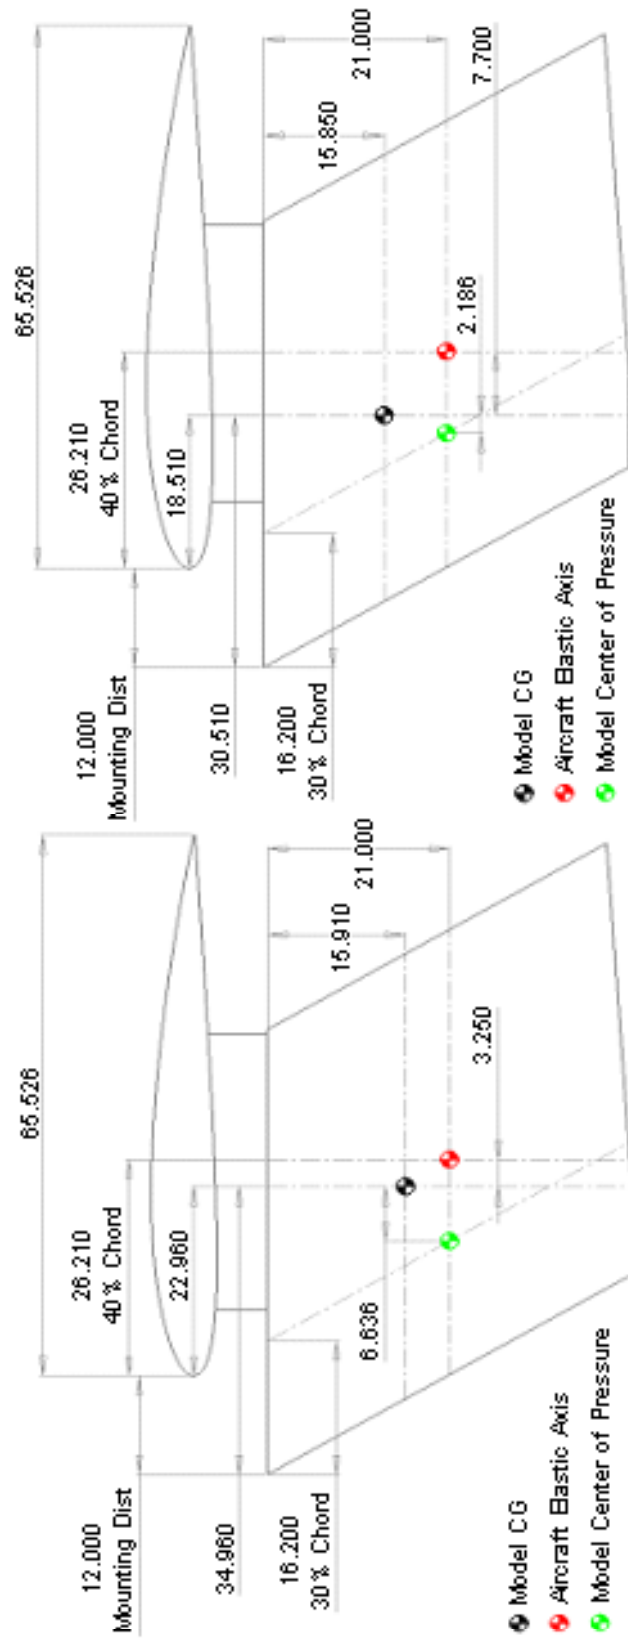 65.526
12.000
Mounting Dist
26.210
40% Chord
22.960
34.960
16.200
30% Chord
15.910
21.000
6.636
3.250
Model CG
Aircraft Elastic Axis
Model Center of Pressure
65.526
12.000
Mounting Dist
26.210
40% Chord
18.510
30.510
16.200
30% Chord
15.850
21.000
2.186
7.700
Model CG
Aircraft Elastic Axis
Model Center of Pressure